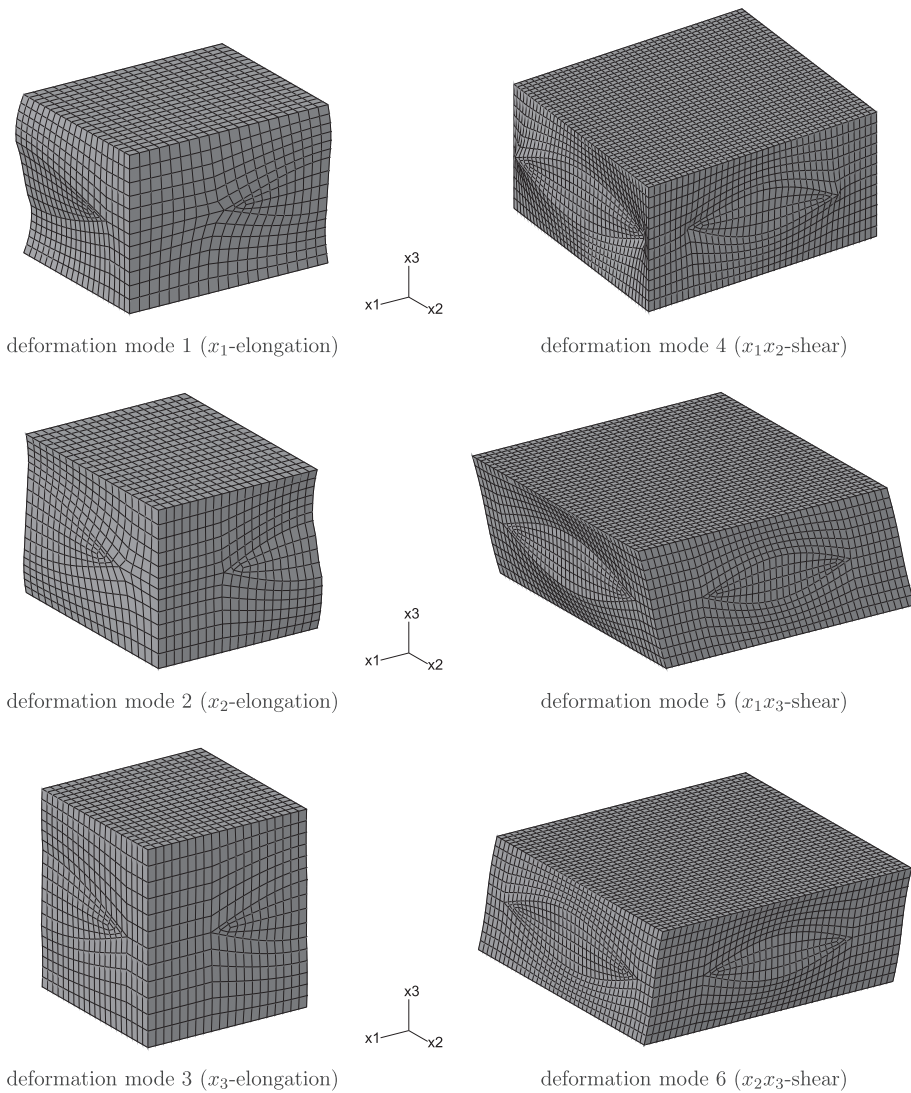 x3
x1
x2
deformation mode 1 (x₁-elongation)
deformation mode 4 (x₁x₂-shear)
x3
x1
x2
deformation mode 2 (x₂-elongation)
deformation mode 5 (x₁x₃-shear)
x3
x1
x2
deformation mode 3 (x₃-elongation)
deformation mode 6 (x₂x₃-shear)